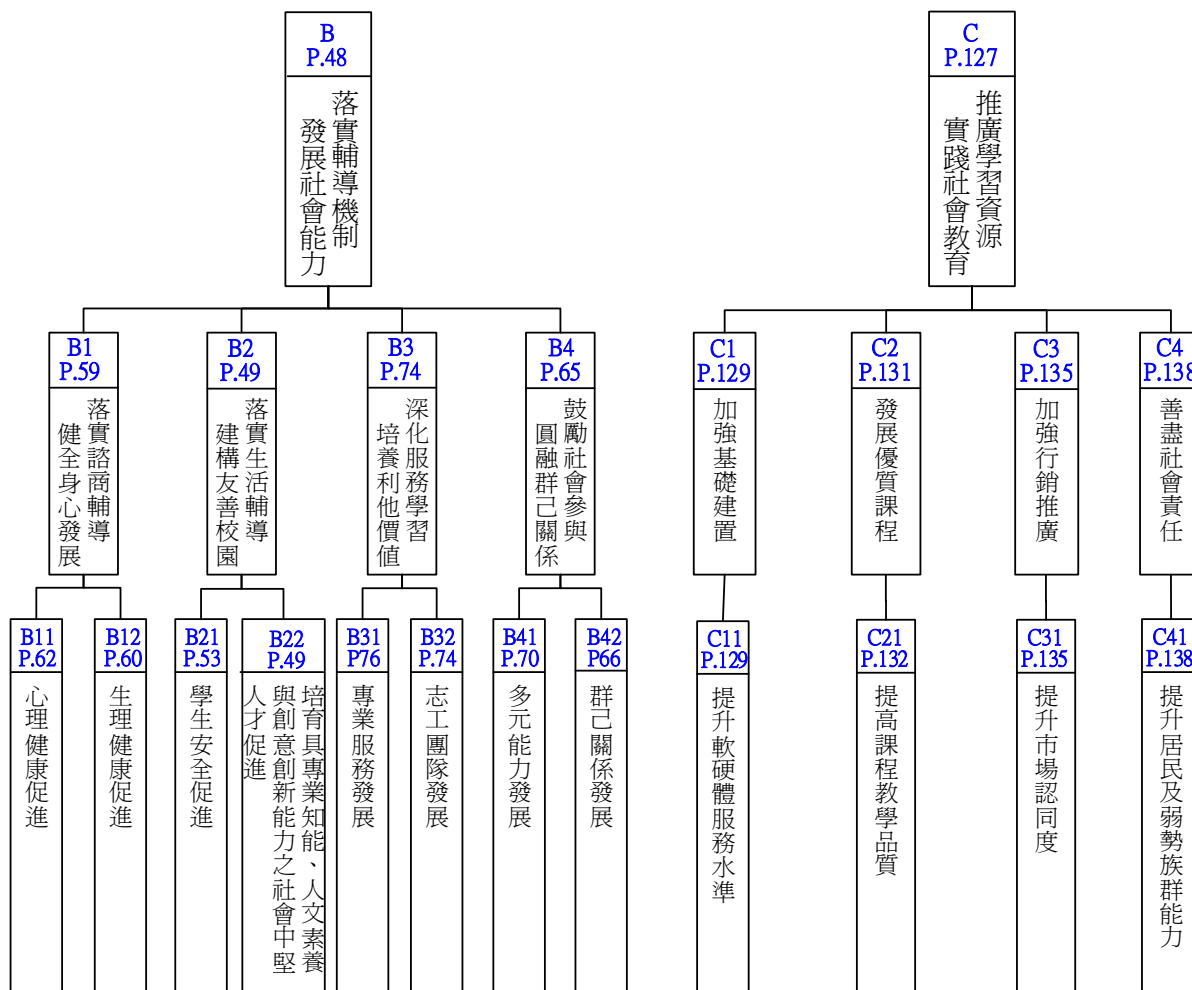 B
P.48
落實輔導機制
發展社會能力
C
P.127
推廣學習資源
實踐社會教育
B1
P.59
落實諮商輔導
健全身心發展
B2
P.49
落實生活輔導
建構友善校園
B3
P.74
深化服務學習
培養利他價值
B4
P.65
鼓勵社會參與
圓融群己關係
C1
P.129
加強基礎建置
C2
P.131
發展優質課程
C3
P.135
加強行銷推廣
C4
P.138
善盡社會責任
B11
P.62
心理健康促進
B12
P.60
生理健康促進
B21
P.53
學生安全促進
B22
P.49
培育具專業知能、人文素養
與創意創新能力之社會中堅
人才促進
B31
P76
專業服務發展
B32
P.74
志工團隊發展
B41
P.70
多元能力發展
B42
P66
群己關係發展
C11
P.129
提升軟硬體服務水準
C21
P.132
提高課程教學品質
C31
P.135
提升市場認同度
C41
P.138
提升居民及弱勢族群能力